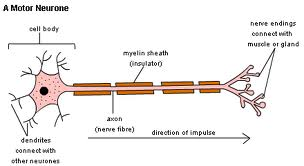 A Motor Neurone
cell body
nerve endings
connect with
muscle or gland
myelin sheath
(insulator)
axon
(nerve fibre)
direction of impulse
dendrites
connect with
other neurones